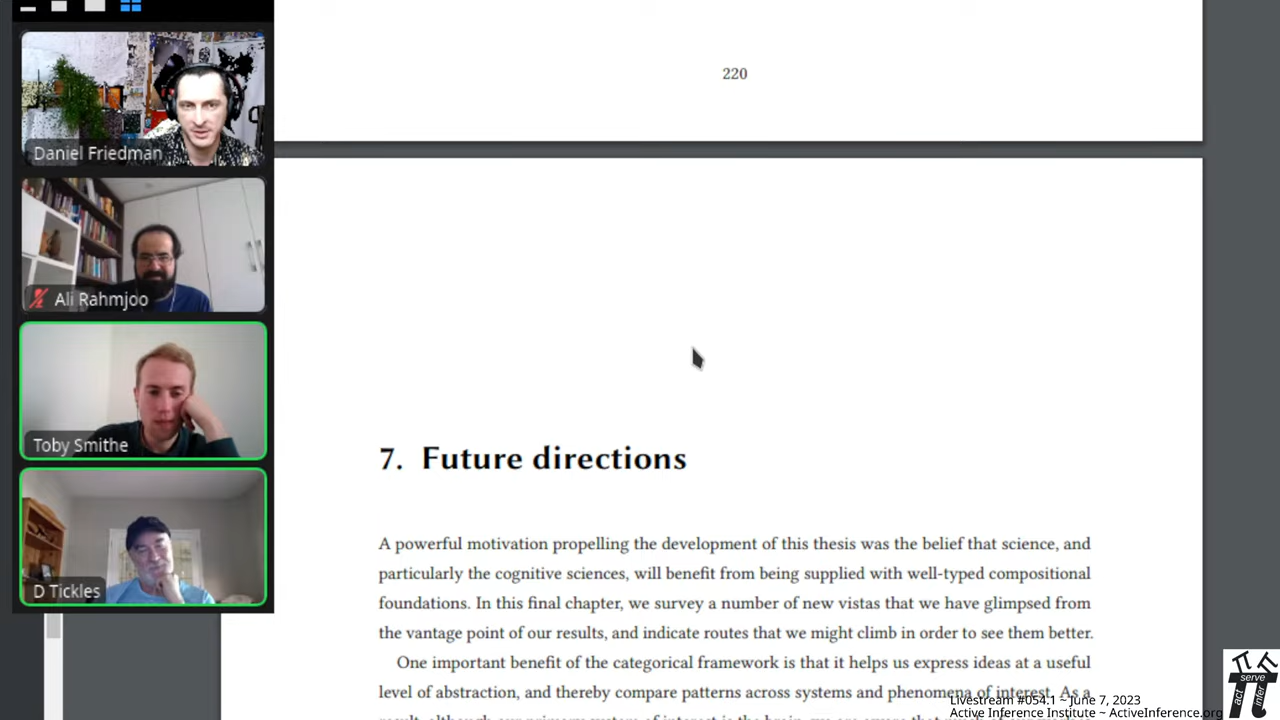 Daniel Friedman
Ali Rahmjoo
Toby Smithe
D Tickles
220
7. Future directions
A powerful motivation propelling the development of this thesis was the belief that science, and
particularly the cognitive sciences, will benefit from being supplied with well-typed compositional
foundations. In this final chapter, we survey a number of new vistas that we have glimpsed from
the vantage point of our results, and indicate routes that we might climb in order to see them better.
One important benefit of the categorical framework is that it helps us express ideas at a useful
level of abstraction, and thereby compare patterns across systems and phenomena of interest. As a
Livestream #054.1 ~ June 7, 2023
Active Inference Institute ~ ActiveInference.org
act
serve
infer